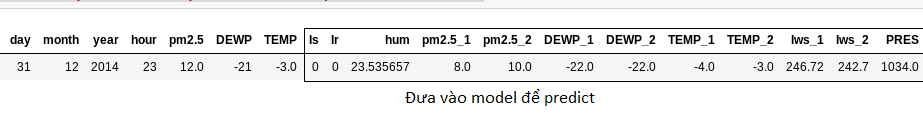 day month year hour pm2.5 DEWP TEMP Is Ir hum pm2.5_1 pm2.5_2 DEWP_1 DEWP_2 TEMP_1 TEMP_2 Iws_1 Iws_2 PRES
31 12 2014 23 12.0 -21 -3.0 0 0 23.535657 8.0 10.0 -22.0 -22.0 -4.0 -3.0 246.72 242.7 1034.0
Đưa vào model để predict